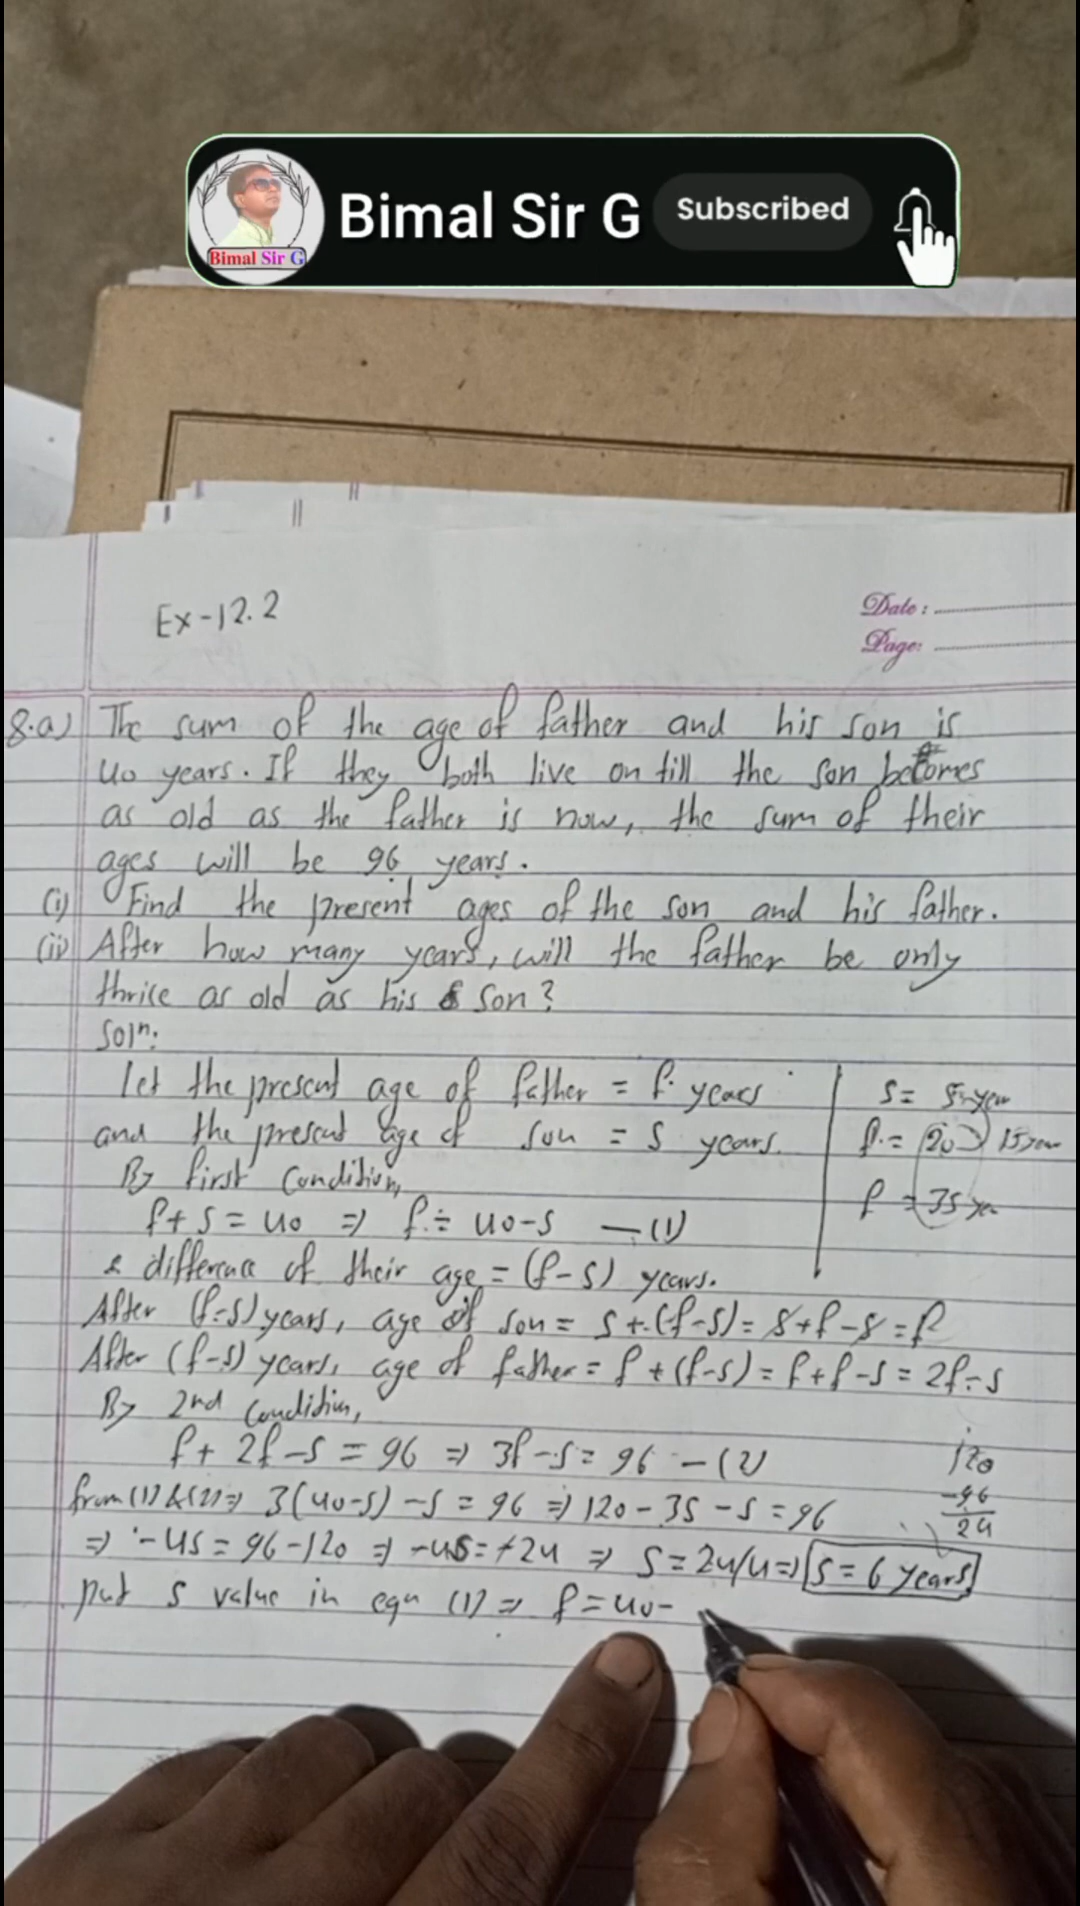 Bimal Sir G
Subscribed
Bimal Sir G
Ex-12.2
Date:
Page:
8.a) The sum of the age of father and his son is
40 years. If they both live on till the son becomes
as old as the father is now, the sum of their
ages will be 96 years.
(i) Find the present ages of the son and his father.
(ii) After how many years, will the father be only
thrice as old as his son?
Soln:
Let the present age of father = f years
and the present age of son = s years.
By first condition,
f + s = 40 => f = 40-s —(1)
& difference of their age = (f-s) years.
After (f-s) years, age of son = s+(f-s) = s+f-s = f
After (f-s) years, age of father = f+(f-s) = f+f-s = 2f-s
By 2nd condition,
f + 2f - s = 96 => 3f - s = 96 —(2)
from (1) & (2) => 3(40-s) - s = 96 => 120 - 3s - s = 96
=> -4s = 96-120 => -4s = -24 => s = 24/4 => s = 6 years
put s value in eqn (1) => f = 40-
s = 5 year
f = 20 15 year
f = 35
120
-96
24